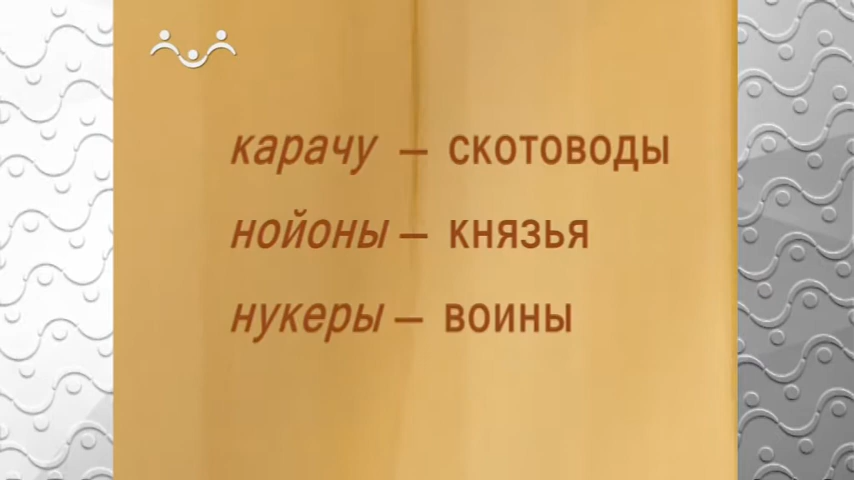 карачу – скотоводы
нойоны – князья
нукеры – воины